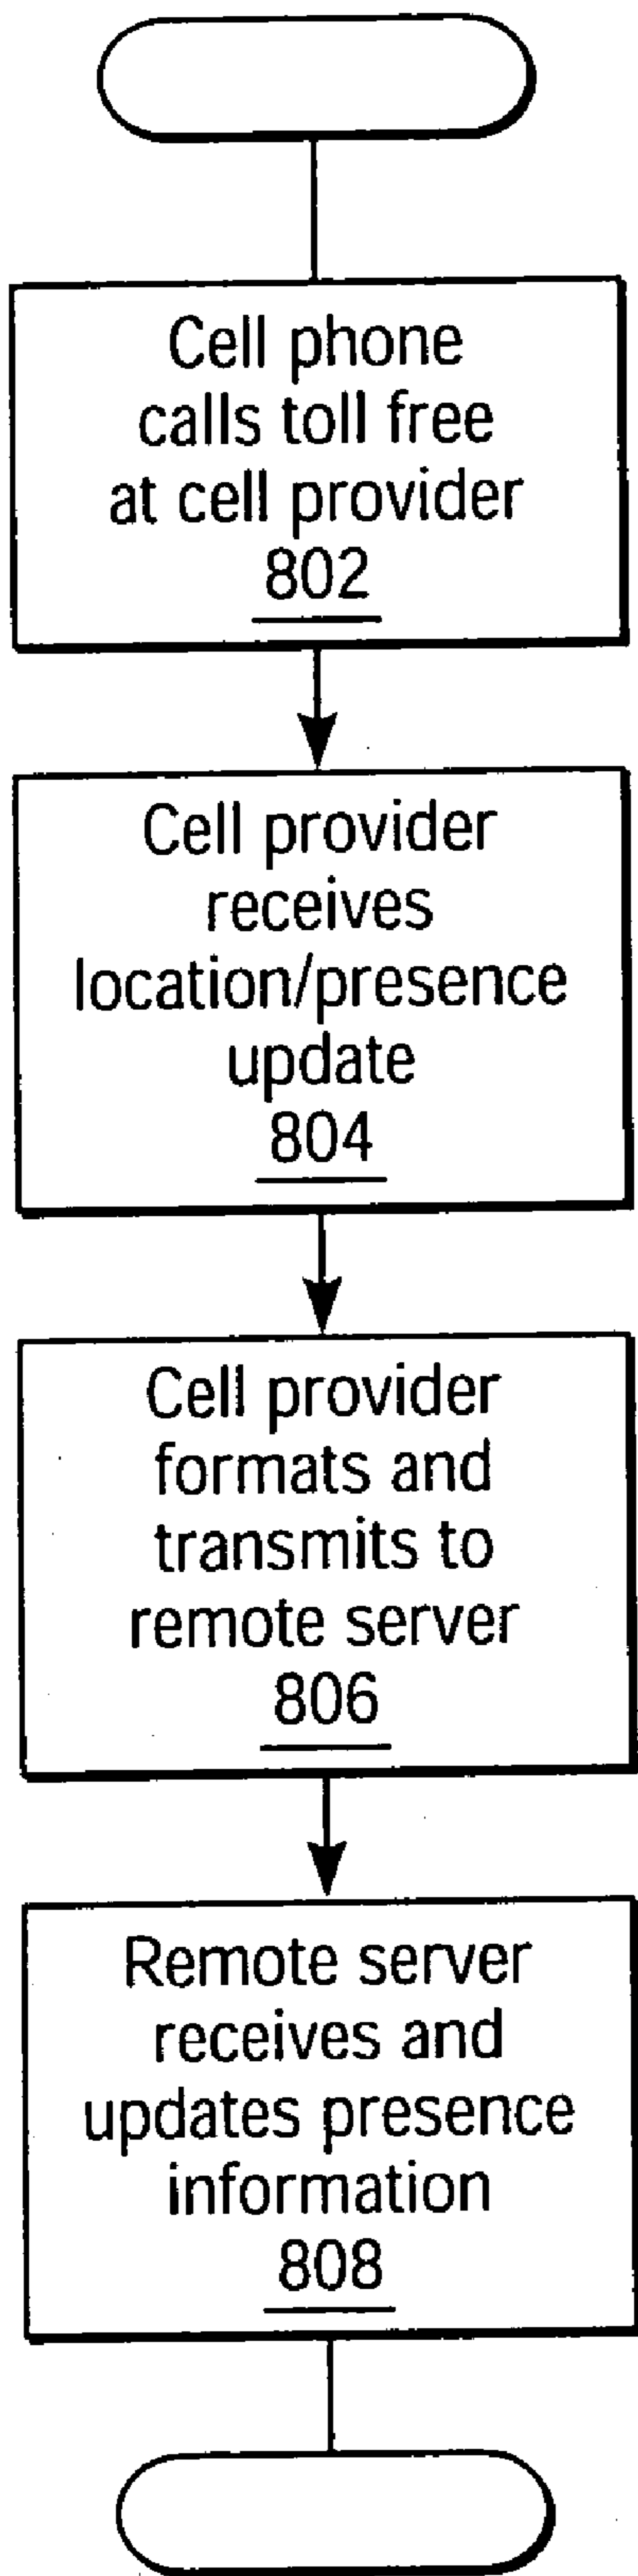 Cell phone
calls toll free
at cell provider
802
Cell provider
receives
location/presence
update
804
Cell provider
formats and
transmits to
remote server
806
Remote server
receives and
updates presence
information
808